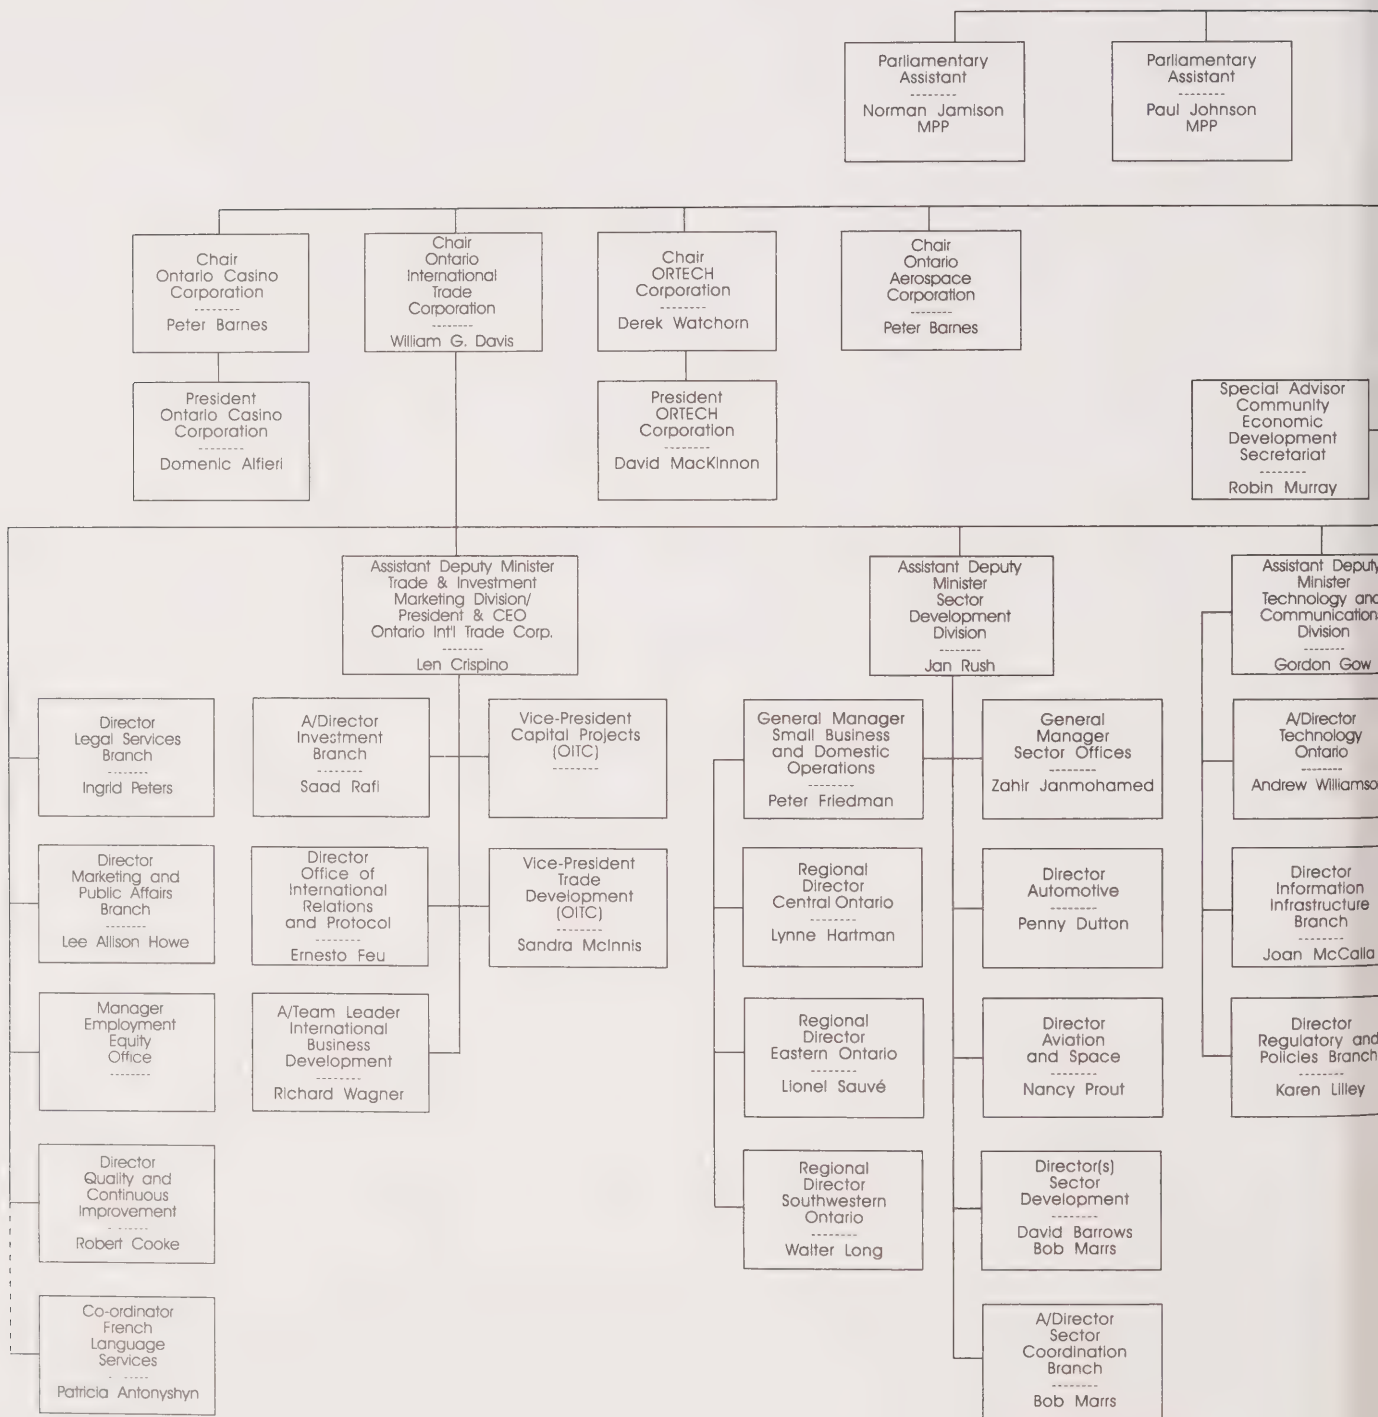 Parliamentary
Assistant
--------
Norman Jamison
MPP
Parliamentary
Assistant
--------
Paul Johnson
MPP
Chair
Ontario Casino
Corporation
--------
Peter Barnes
Chair
Ontario
International
Trade
Corporation
--------
William G. Davis
Chair
ORTECH
Corporation
--------
Derek Watchorn
Chair
Ontario
Aerospace
Corporation
--------
Peter Barnes
President
Ontario Casino
Corporation
--------
Domenic Alfieri
President
ORTECH
Corporation
--------
David MacKinnon
Special Advisor
Community
Economic
Development
Secretariat
--------
Robin Murray
Assistant Deputy Minister
Trade & Investment
Marketing Division/
President & CEO
Ontario Int'l Trade Corp.
--------
Len Crispino
Assistant Deputy
Minister
Sector
Development
Division
--------
Jan Rush
Assistant Deputy
Minister
Technology and
Communication
Division
--------
Gordon Gow
Director
Legal Services
Branch
--------
Ingrid Peters
A/Director
Investment
Branch
--------
Saad Rafi
Vice-President
Capital Projects
(OITC)
--------
General Manager
Small Business
and Domestic
Operations
--------
Peter Friedman
General
Manager
Sector Offices
--------
Zahir Janmohamed
A/Director
Technology
Ontario
--------
Andrew Williamso
Director
Marketing and
Public Affairs
Branch
--------
Lee Allison Howe
Director
Office of
International
Relations
and Protocol
--------
Ernesto Feu
Vice-President
Trade
Development
(OITC)
--------
Sandra McInnis
Regional
Director
Central Ontario
--------
Lynne Hartman
Director
Automotive
--------
Penny Dutton
Director
Information
Infrastructure
Branch
--------
Joan McCalla
Manager
Employment
Equity
Office
--------
A/Team Leader
International
Business
Development
--------
Richard Wagner
Regional
Director
Eastern Ontario
--------
Lionel Sauvé
Director
Aviation
and Space
--------
Nancy Prout
Director
Regulatory and
Policies Branch
--------
Karen Lilley
Director
Quality and
Continuous
Improvement
--------
Robert Cooke
Regional
Director
Southwestern
Ontario
--------
Walter Long
Director(s)
Sector
Development
--------
David Barrows
Bob Marrs
Co-ordinator
French
Language
Services
--------
Patricia Antonyshyn
A/Director
Sector
Coordination
Branch
--------
Bob Marrs